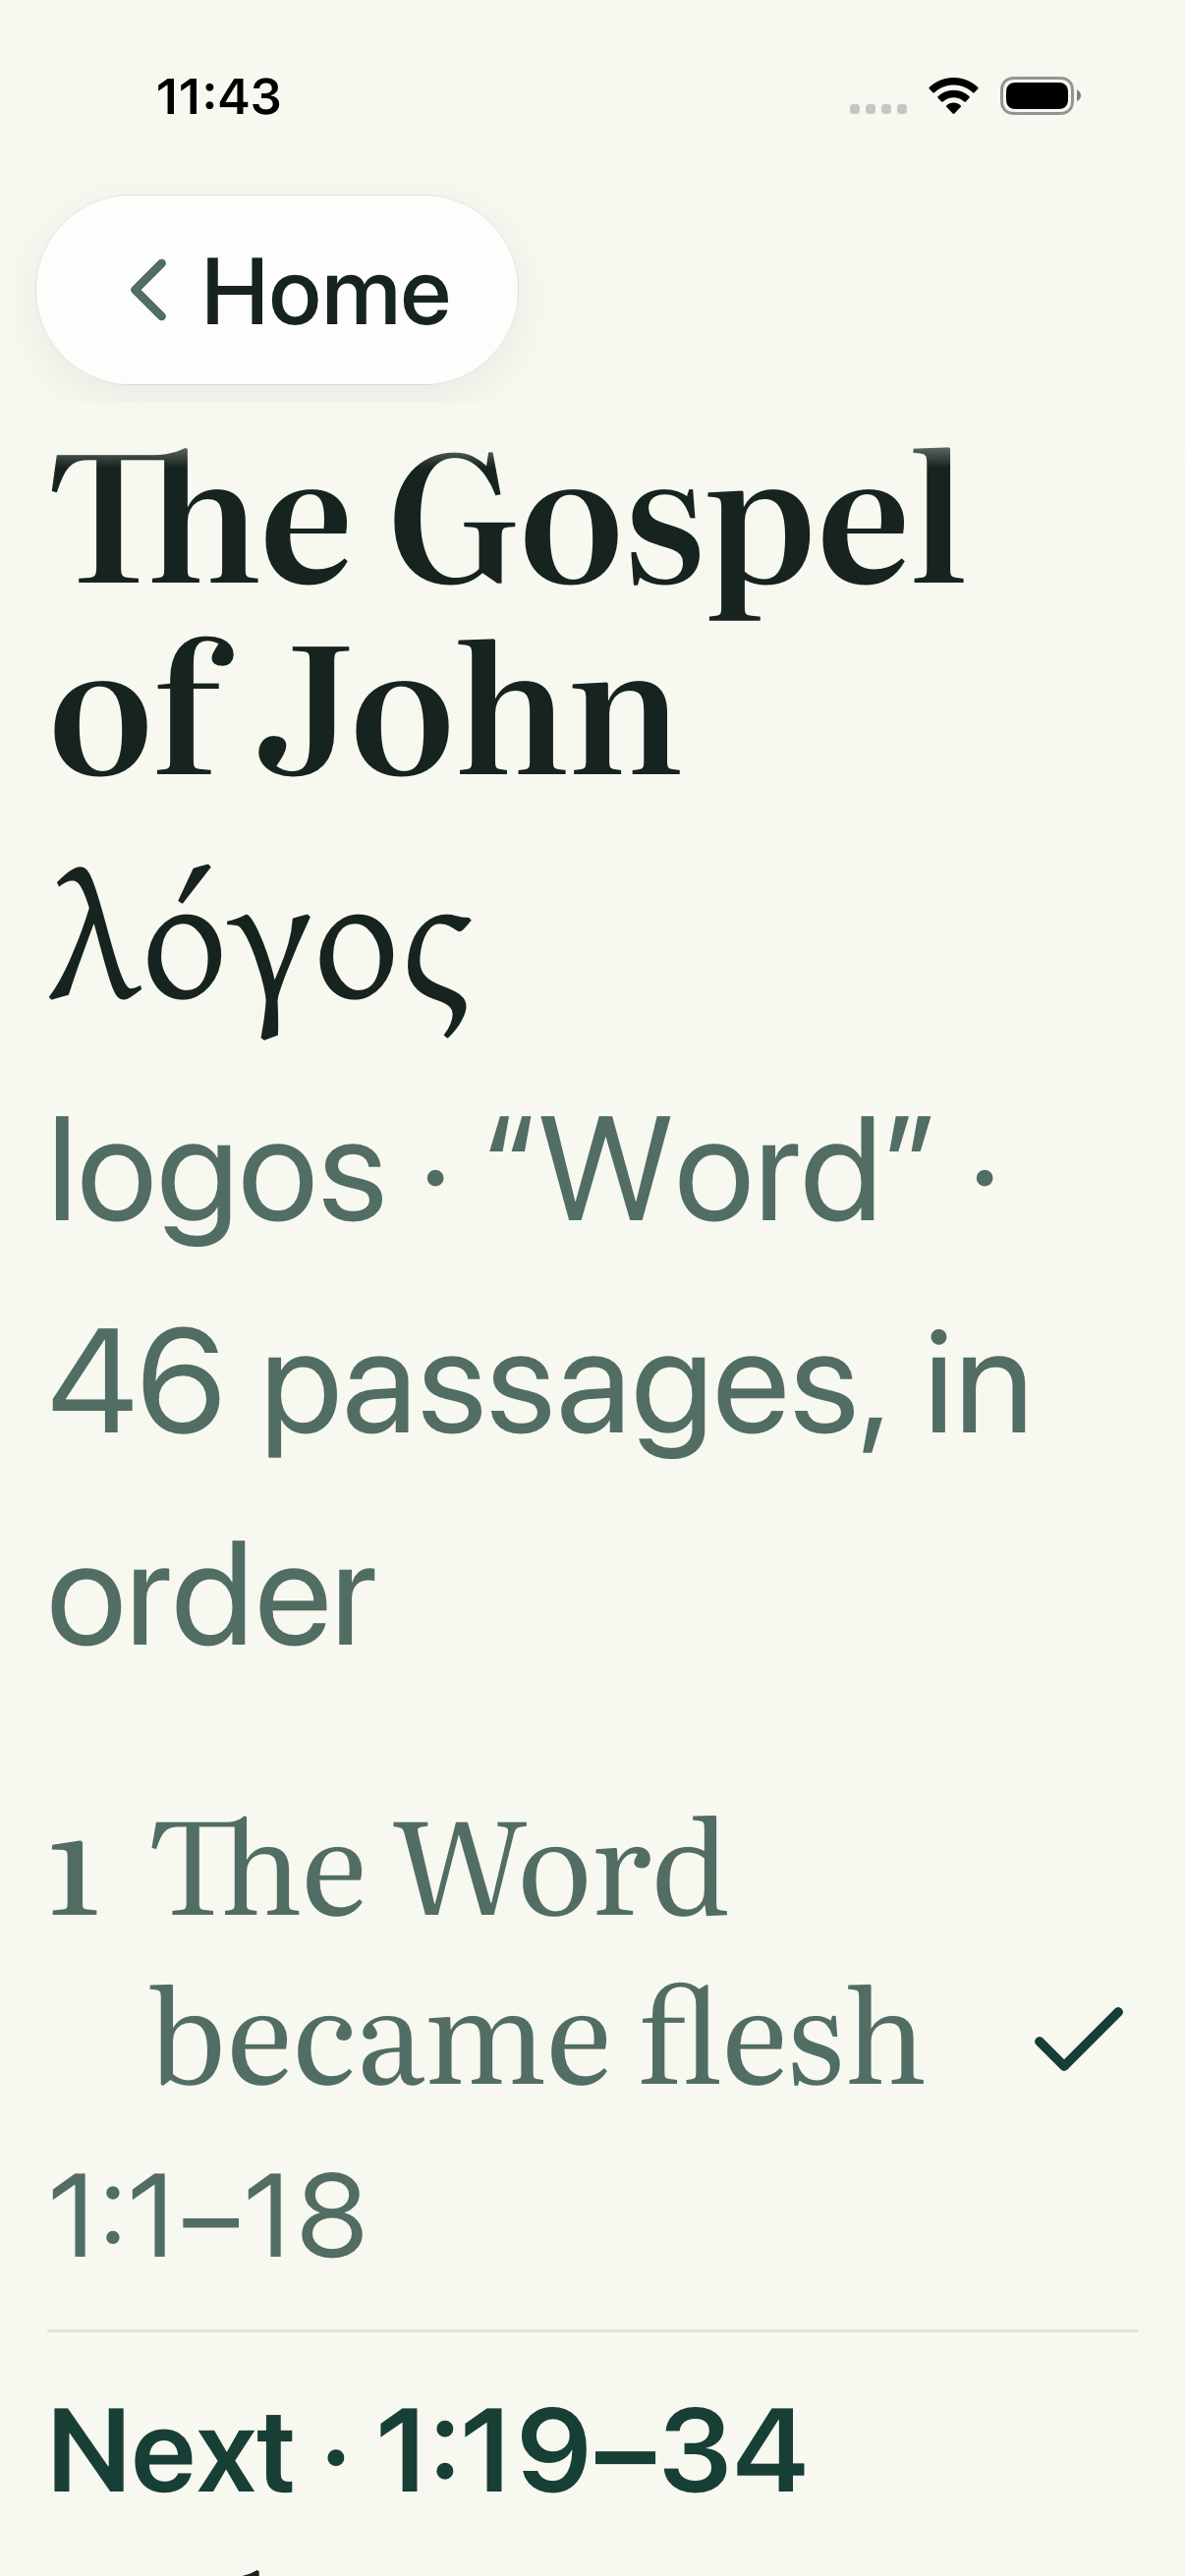 11:43
Home
The Gospel
of John
λόγος
logos · “Word” ·
46 passages, in
order
1 The Word
became flesh
1:1–18
Next · 1:19–34